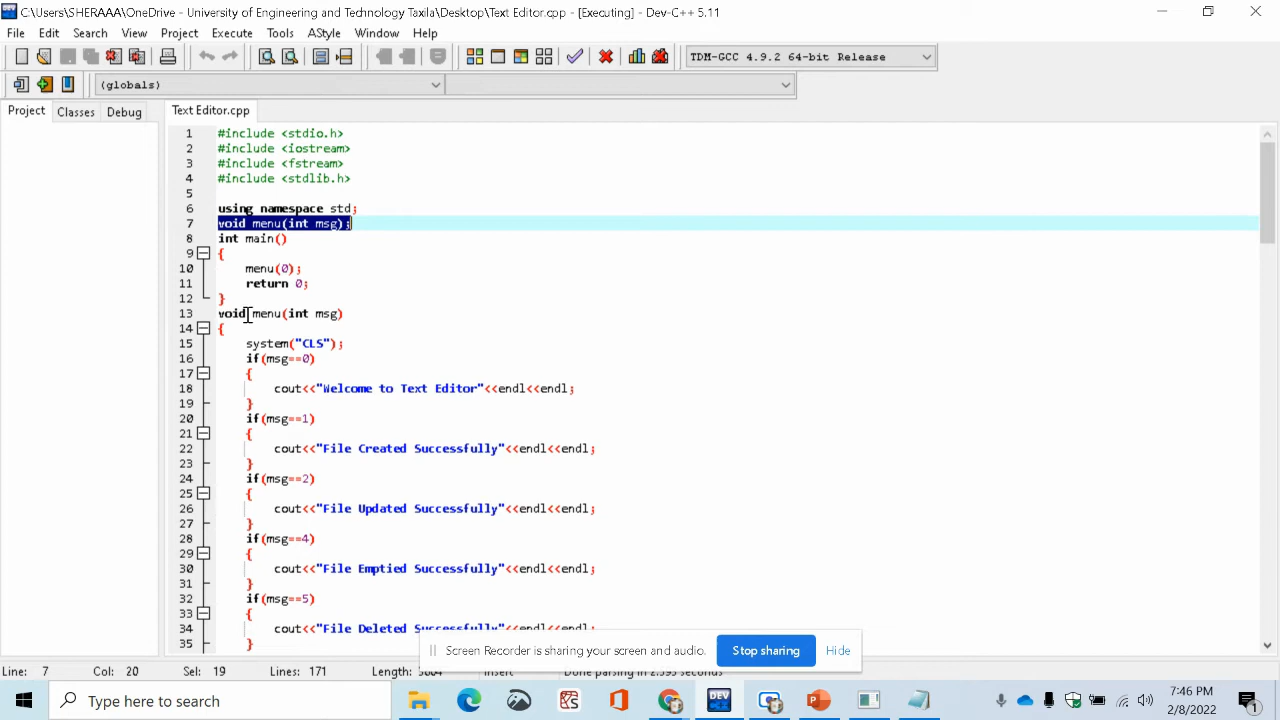 C:\Users\SHERAAA\OneDrive - University of Engineering and Technology Taxila\Desktop\Text Editor.cpp - [Executing] - Dev-C++ 5.11
File Edit Search View Project Execute Tools AStyle Window Help
TDM-GCC 4.9.2 64-bit Release
(globals)
Project Classes Debug Text Editor.cpp
1 #include <stdio.h>
2 #include <iostream>
3 #include <fstream>
4 #include <stdlib.h>
5
6 using namespace std;
7 void menu(int msg);
8 int main()
9 {
10 menu(0);
11 return 0;
12 }
13 void menu(int msg)
14 {
15 system("CLS");
16 if(msg==0)
17 {
18 cout<<"Welcome to Text Editor"<<endl<<endl;
19 }
20 if(msg==1)
21 {
22 cout<<"File Created Successfully"<<endl<<endl;
23 }
24 if(msg==2)
25 {
26 cout<<"File Updated Successfully"<<endl<<endl;
27 }
28 if(msg==4)
29 {
30 cout<<"File Emptied Successfully"<<endl<<endl;
31 }
32 if(msg==5)
33 {
34 cout<<"File Deleted Successfully"<<endl<<endl;
35 }
Screen Recorder is sharing your screen and audio. Stop sharing Hide
Line: 7 Col: 20 Sel: 19 Lines: 171 Length: Insert Done parsing in 2.593 seconds
Type here to search
7:46 PM
2/8/2022
1